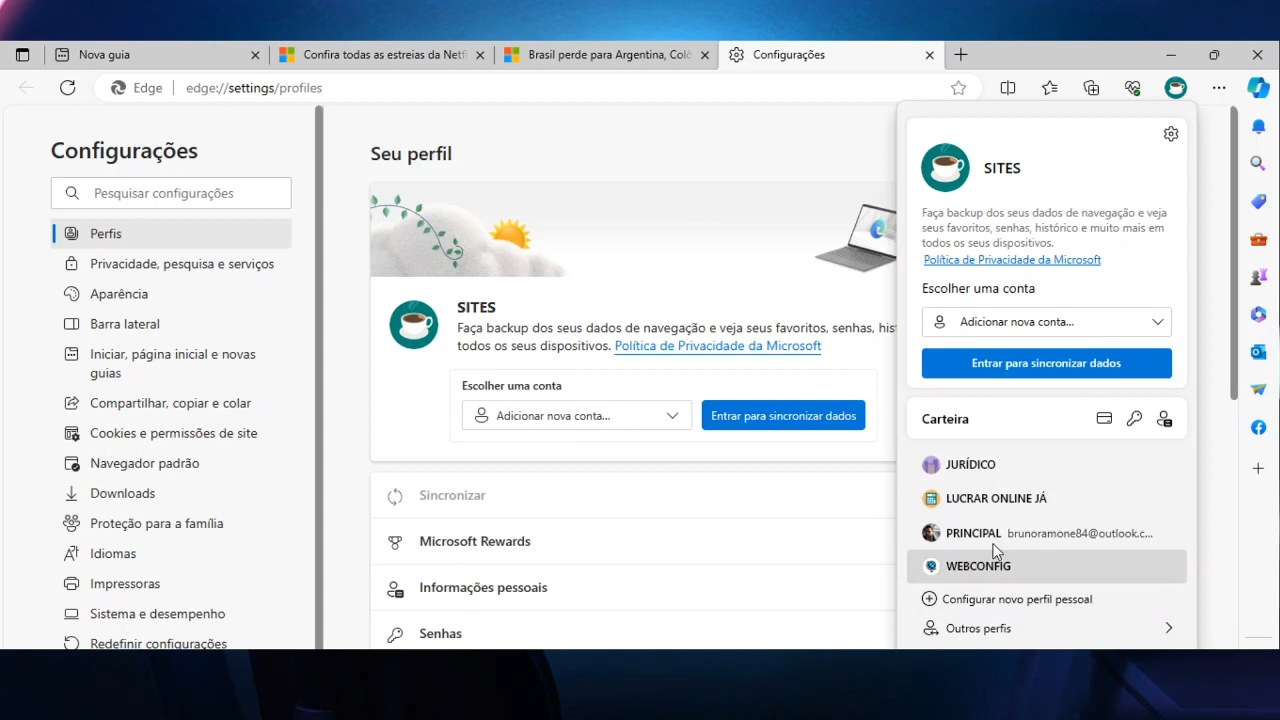 Nova guia
Confira todas as estreias da Netfl
Brasil perde para Argentina, Colô
Configurações
Edge
edge://settings/profiles
Configurações
Pesquisar configurações
Perfis
Privacidade, pesquisa e serviços
Aparência
Barra lateral
Iniciar, página inicial e novas
guias
Compartilhar, copiar e colar
Cookies e permissões de site
Navegador padrão
Downloads
Proteção para a família
Idiomas
Impressoras
Sistema e desempenho
Redefinir configurações
Seu perfil
SITES
Faça backup dos seus dados de navegação e veja seus favoritos, senhas, his
todos os seus dispositivos. Política de Privacidade da Microsoft
Escolher uma conta
Adicionar nova conta...
Entrar para sincronizar dados
Sincronizar
Microsoft Rewards
Informações pessoais
Senhas
SITES
Faça backup dos seus dados de navegação e veja
seus favoritos, senhas, histórico e muito mais em
todos os seus dispositivos.
Política de Privacidade da Microsoft
Escolher uma conta
Adicionar nova conta...
Entrar para sincronizar dados
Carteira
JURÍDICO
LUCRAR ONLINE JÁ
PRINCIPAL brunoramone84@outlook.c...
WEBCONFIG
Configurar novo perfil pessoal
Outros perfis